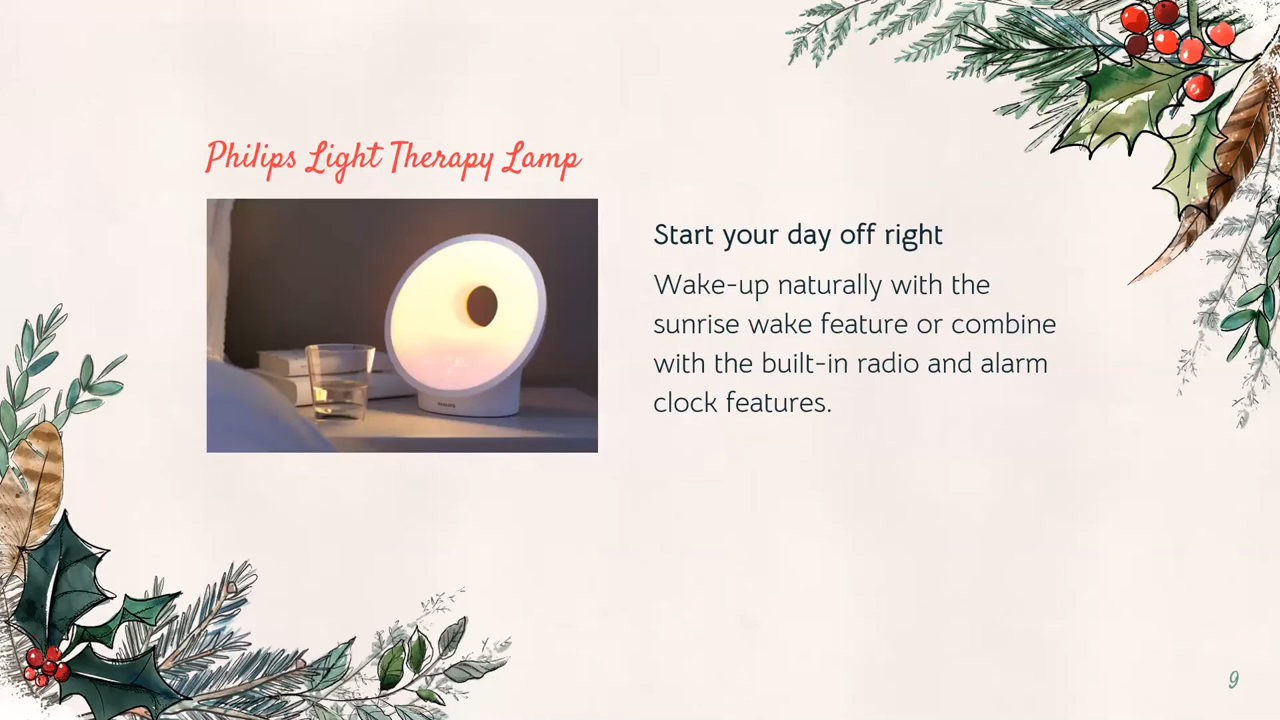 Philips Light Therapy Lamp
PHILIPS
Start your day off right
Wake-up naturally with the
sunrise wake feature or combine
with the built-in radio and alarm
clock features.
9